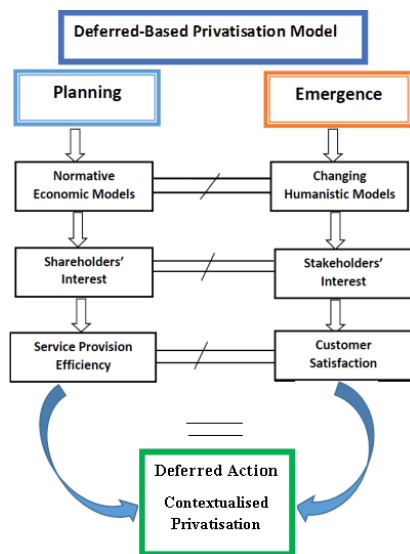 Deferred-Based Privatisation Model
Planning
Emergence
Normative
Economic Models
Changing
Humanistic Models
Shareholders'
Interest
Stakeholders'
Interest
Service Provision
Efficiency
Customer
Satisfaction
Deferred Action
Contextualised
Privatisation